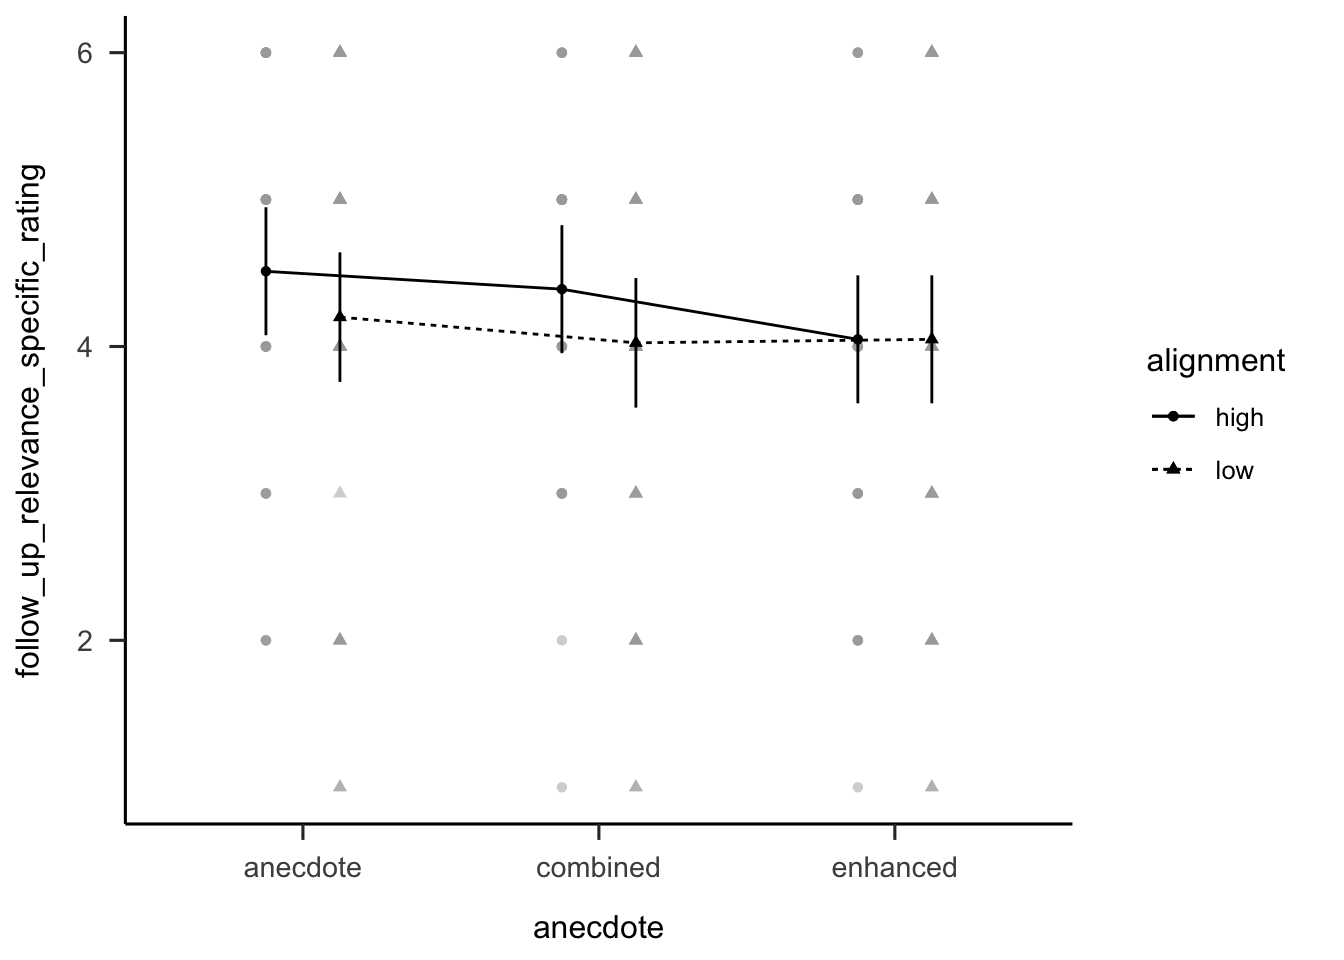 6
4
2
follow_up_relevance_specific_rating
anecdote
combined
enhanced
anecdote
alignment
high
low